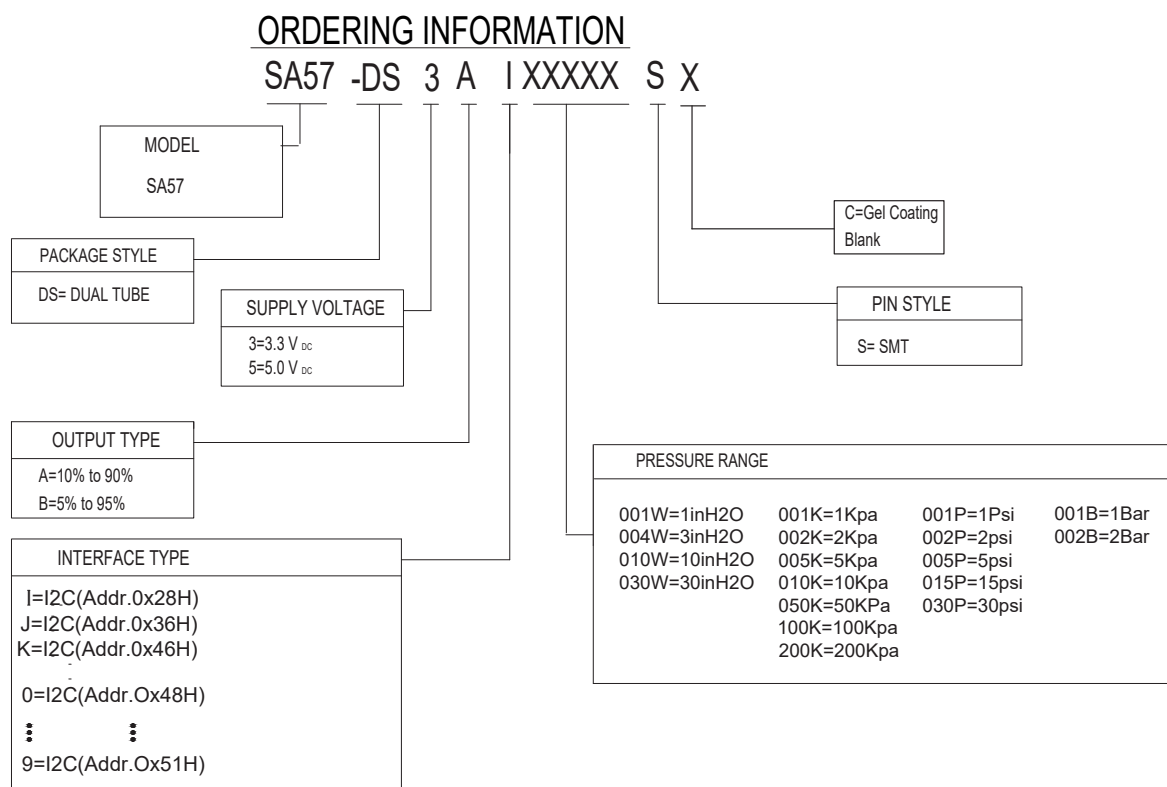 ORDERING INFORMATION
SA57 -DS 3 A I XXXXX S X
MODEL
SA57
C=Gel Coating
Blank
PACKAGE STYLE
DS= DUAL TUBE
SUPPLY VOLTAGE
3=3.3 V DC
5=5.0 V DC
PIN STYLE
S= SMT
OUTPUT TYPE
A=10% to 90%
B=5% to 95%
PRESSURE RANGE
001W=1inH2O 001K=1Kpa 001P=1Psi 001B=1Bar
004W=3inH2O 002K=2Kpa 002P=2psi 002B=2Bar
010W=10inH2O 005K=5Kpa 005P=5psi
030W=30inH2O 010K=10Kpa 015P=15psi
050K=50KPa 030P=30psi
100K=100Kpa
200K=200Kpa
INTERFACE TYPE
I=I2C(Addr.0x28H)
J=I2C(Addr.0x36H)
K=I2C(Addr.0x46H)
0=I2C(Addr.Ox48H)
9=I2C(Addr.Ox51H)